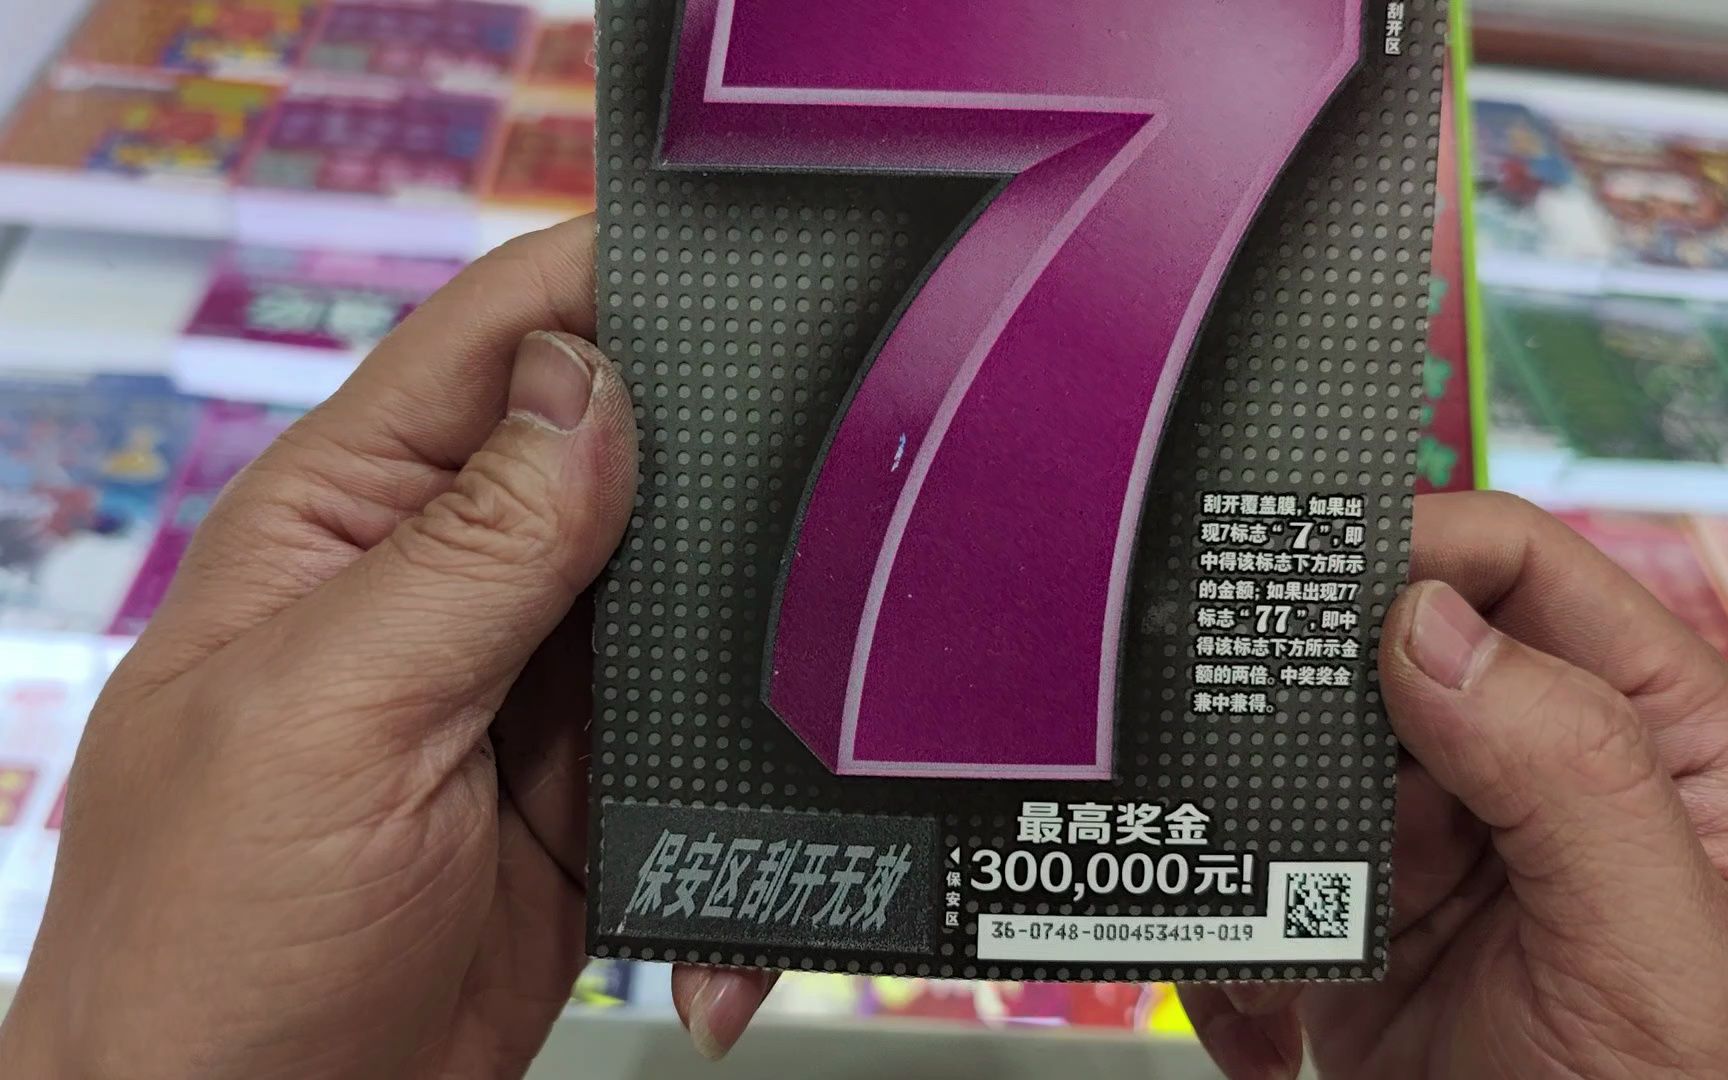 7
刮开区
刮开覆盖膜,如果出
现7标志“7”,即
中得该标志下方所示
的金额;如果出现77
标志“77”,即中
得该标志下方所示金
额的两倍。中奖奖金
兼中兼得。
最高奖金
300,000元!
保安区
保安区刮开无效
36-0748-000453419-019